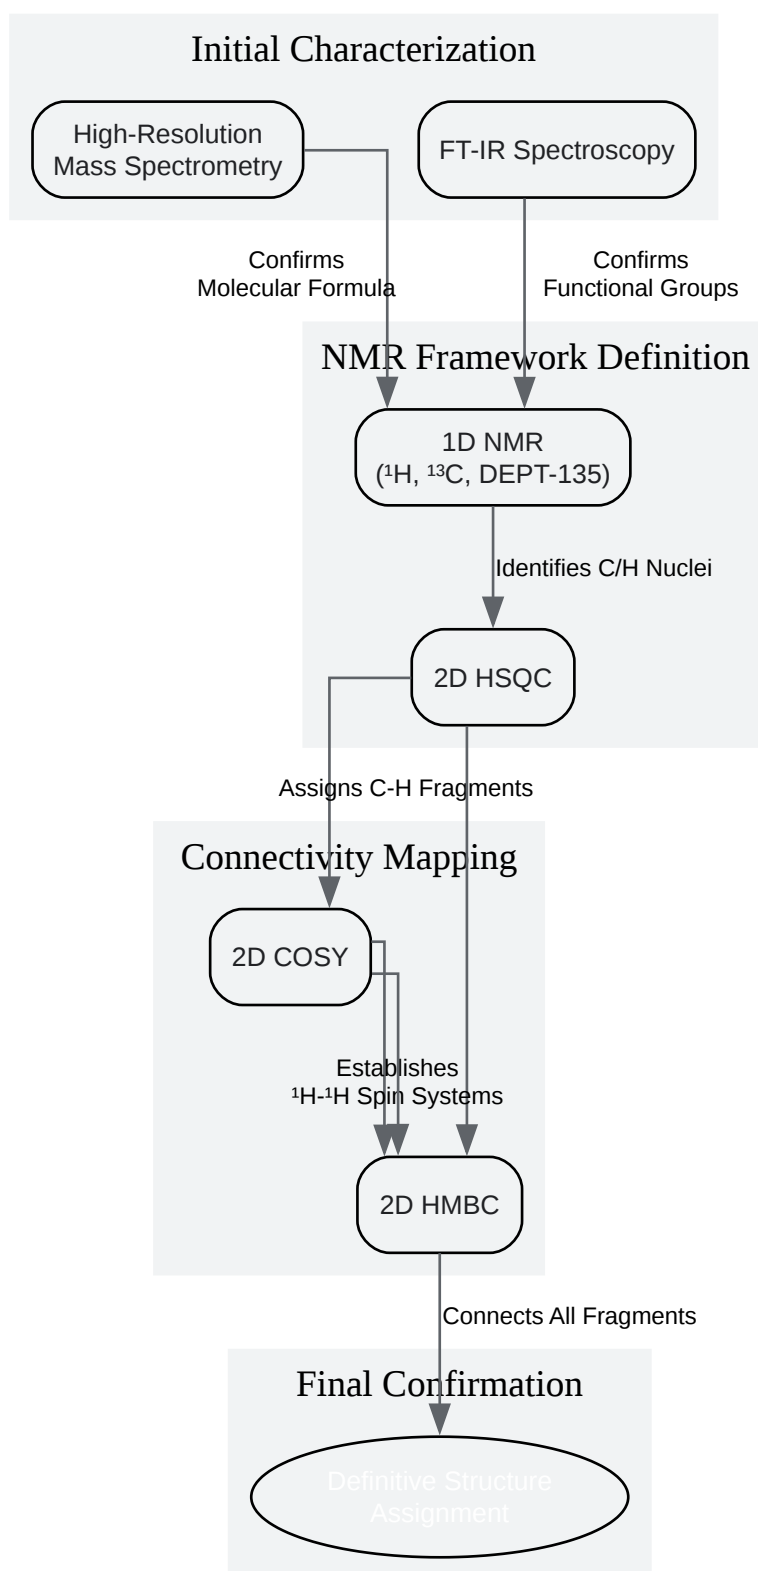 Initial Characterization
High-Resolution
Mass Spectrometry
FT-IR Spectroscopy
Confirms
Molecular Formula
Confirms
Functional Groups
NMR Framework Definition
1D NMR
(¹H, ¹³C, DEPT-135)
Identifies C/H Nuclei
2D HSQC
Assigns C-H Fragments
Connectivity Mapping
2D COSY
Establishes
¹H-¹H Spin Systems
2D HMBC
Connects All Fragments
Final Confirmation
Definitive Structure
Assignment